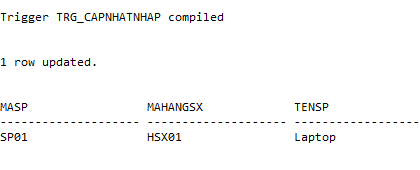 Trigger TRG_CAPNHATNHAP compiled
1 row updated.
MASP MAHANGSX TENSP
-------------------- -------------------- ------------------
SP01 HSX01 Laptop